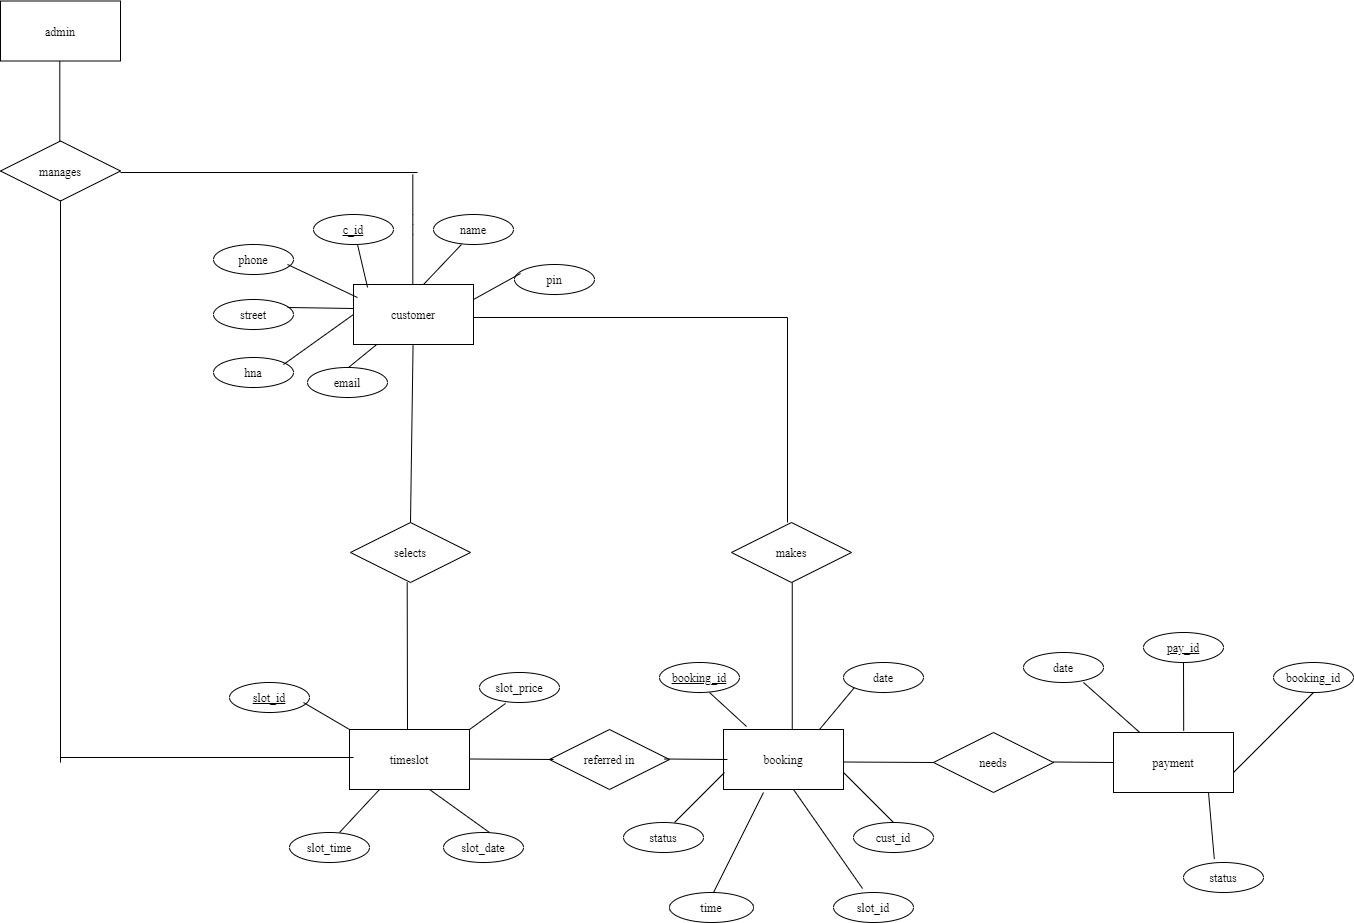 admin
manages
c_id
name
phone
pin
street
customer
hna
email
selects
makes
date
pay_id
booking_id
slot_id
slot_price
booking_id
date
timeslot
referred in
booking
needs
payment
slot_time
slot_date
status
cust_id
status
time
slot_id